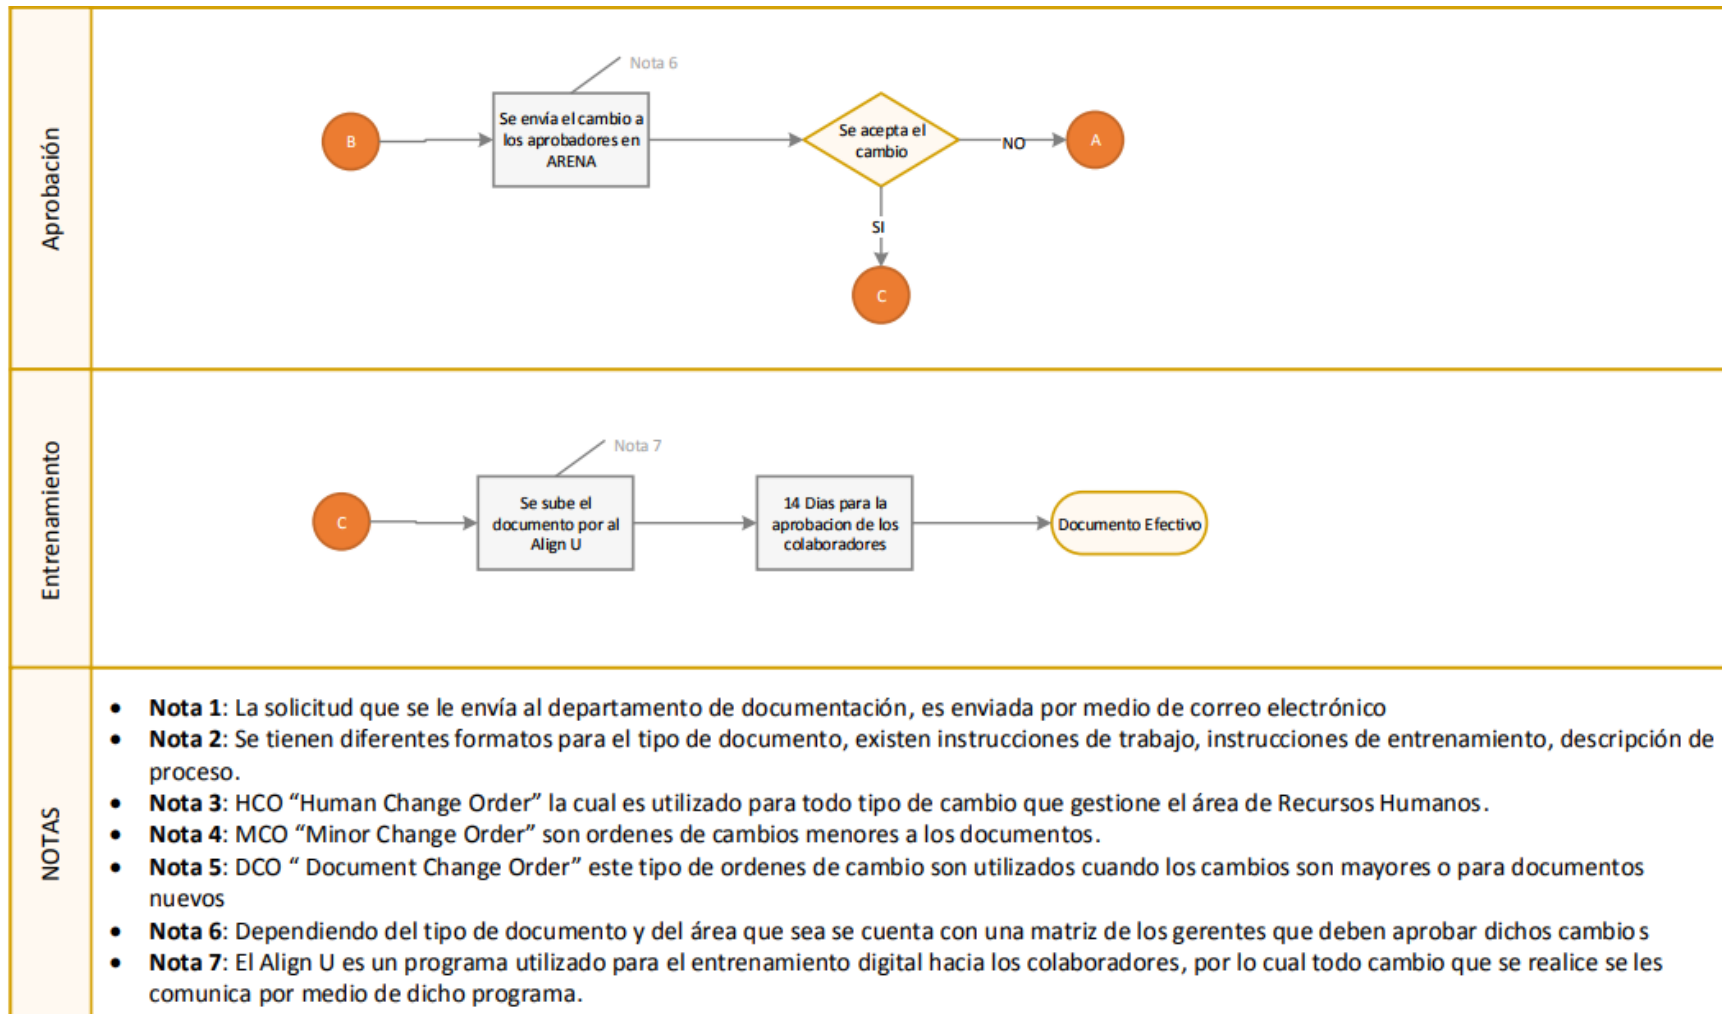 Aprobación
Nota 6
B
Se envía el cambio a
los aprobadores en
ARENA
Se acepta el
cambio
NO
A
SI
C
Entrenamiento
Nota 7
C
Se sube el
documento por al
Align U
14 Dias para la
aprobacion de los
colaboradores
Documento Efectivo
NOTAS
• Nota 1: La solicitud que se le envía al departamento de documentación, es enviada por medio de correo electrónico
• Nota 2: Se tienen diferentes formatos para el tipo de documento, existen instrucciones de trabajo, instrucciones de entrenamiento, descripción de
proceso.
• Nota 3: HCO “Human Change Order” la cual es utilizado para todo tipo de cambio que gestione el área de Recursos Humanos.
• Nota 4: MCO “Minor Change Order” son ordenes de cambios menores a los documentos.
• Nota 5: DCO “ Document Change Order” este tipo de ordenes de cambio son utilizados cuando los cambios son mayores o para documentos
nuevos
• Nota 6: Dependiendo del tipo de documento y del área que sea se cuenta con una matriz de los gerentes que deben aprobar dichos cambios
• Nota 7: El Align U es un programa utilizado para el entrenamiento digital hacia los colaboradores, por lo cual todo cambio que se realice se les
comunica por medio de dicho programa.